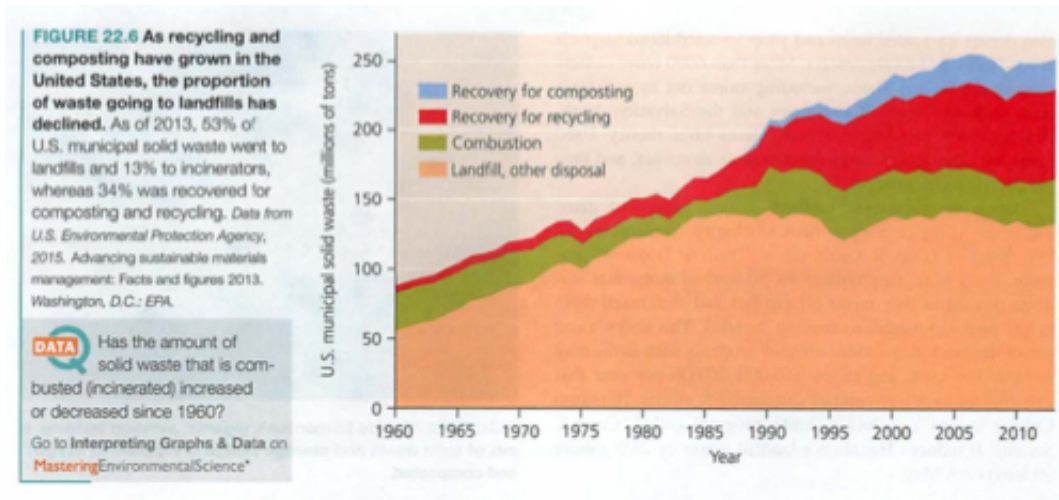 FIGURE 22.6 As recycling and
composting have grown in the
United States, the proportion
of waste going to landfills has
declined. As of 2013, 53% of
U.S. municipal solid waste went to
landfills and 13% to incinerators,
whereas 34% was recovered for
composting and recycling. Data from
U.S. Environmental Protection Agency,
2015. Advancing sustainable materials
management: Facts and figures 2013.
Washington, D.C.: EPA.
DATA
Q
Has the amount of
solid waste that is com-
busted (incinerated) increased
or decreased since 1960?
Go to Interpreting Graphs & Data on
MasteringEnvironmentalScience®
U.S. municipal solid waste (millions of tons)
250
200
150
100
50
0
Recovery for composting
Recovery for recycling
Combustion
Landfill, other disposal
1960 1965 1970 1975 1980 1985 1990 1995 2000 2005 2010
Year